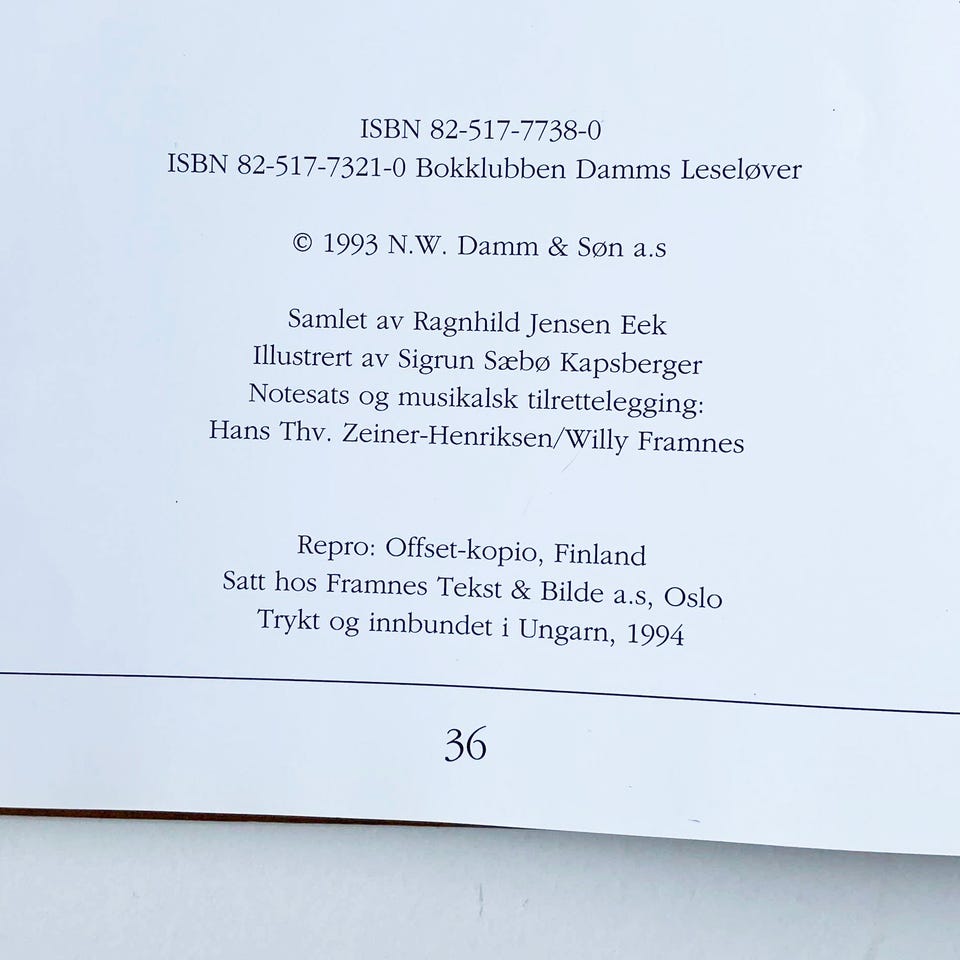 ISBN 82-517-7738-0
ISBN 82-517-7321-0 Bokklubben Damms Leseløver
© 1993 N.W. Damm & Søn a.s
Samlet av Ragnhild Jensen Eek
Illustrert av Sigrun Sæbø Kapsberger
Notesats og musikalsk tilrettelegging:
Hans Thv. Zeiner-Henriksen/Willy Framnes
Repro: Offset-kopio, Finland
Satt hos Framnes Tekst & Bilde a.s, Oslo
Trykt og innbundet i Ungarn, 1994
36